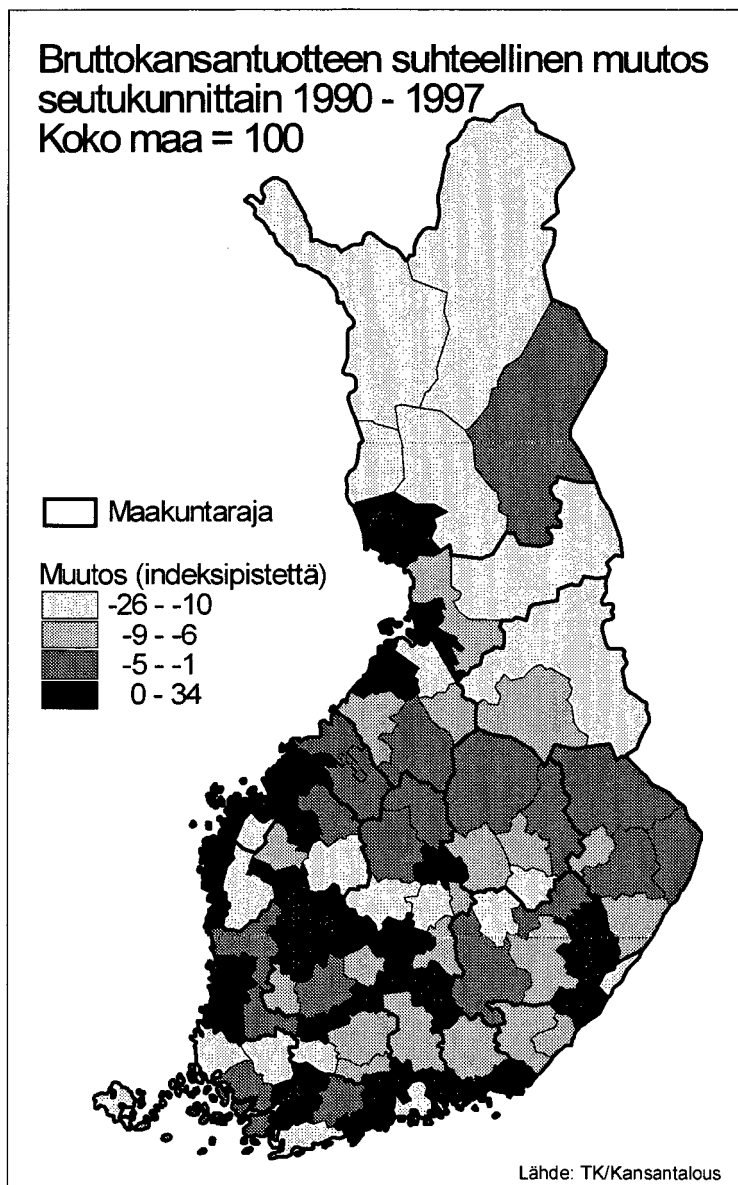 Bruttokansantuotteen suhteellinen muutos
seutukunnittain 1990 - 1997
Koko maa = 100
Maakuntaraja
Muutos (indeksipistettä)
-26 - -10
-9 - -6
-5 - -1
0 - 34
Lähde: TK/Kansantalous